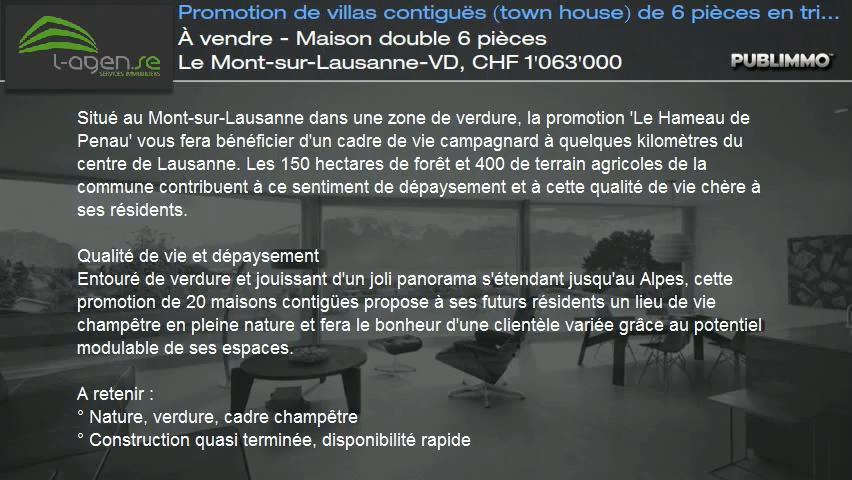 Promotion de villas contiguës (town house) de 6 pièces en tri...
À vendre - Maison double 6 pièces
Le Mont-sur-Lausanne-VD, CHF 1'063'000
l-agen.se
SERVICES IMMOBILIERS
PUBLIMMO
Situé au Mont-sur-Lausanne dans une zone de verdure, la promotion 'Le Hameau de
Penau' vous fera bénéficier d'un cadre de vie campagnard à quelques kilomètres du
centre de Lausanne. Les 150 hectares de forêt et 400 de terrain agricoles de la
commune contribuent à ce sentiment de dépaysement et à cette qualité de vie chère à
ses résidents.
Qualité de vie et dépaysement
Entouré de verdure et jouissant d'un joli panorama s'étendant jusqu'au Alpes, cette
promotion de 20 maisons contigües propose à ses futurs résidents un lieu de vie
champêtre en pleine nature et fera le bonheur d'une clientèle variée grâce au potentiel
modulable de ses espaces.
A retenir :
° Nature, verdure, cadre champêtre
° Construction quasi terminée, disponibilité rapide